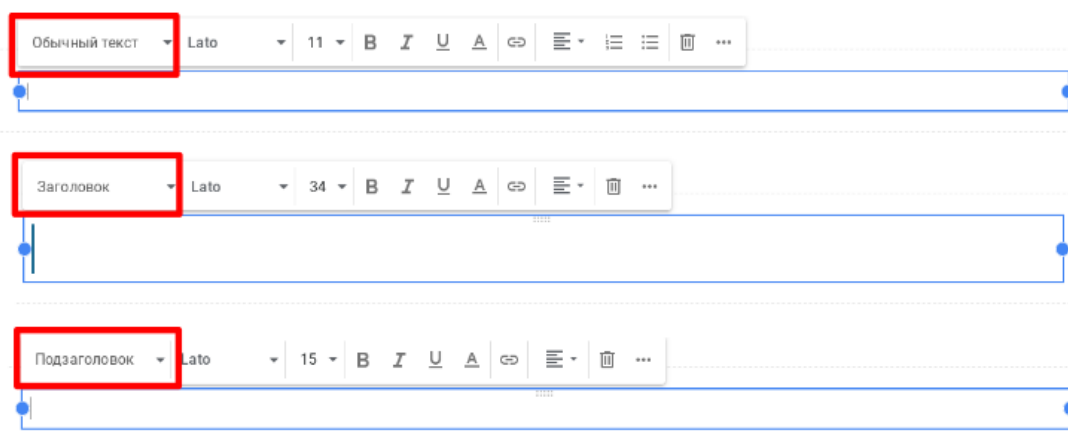 Обычный текст Lato 11 B I U A
Заголовок Lato 34 B I U A
Подзаголовок Lato 15 B I U A